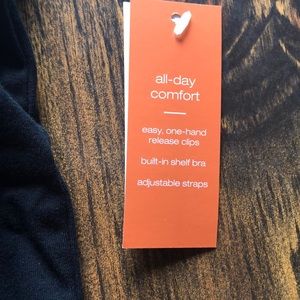 all-day
comfort
easy, one-hand
release clips
built-in shelf bra
adjustable straps